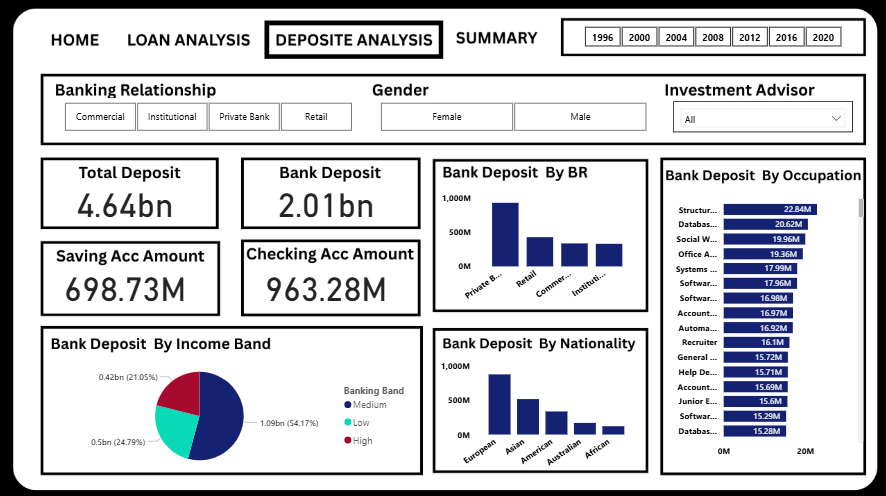 HOME LOAN ANALYSIS DEPOSITE ANALYSIS SUMMARY
1996 2000 2004 2008 2012 2016 2020
Banking Relationship
Commercial Institutional Private Bank Retail
Gender
Female Male
Investment Advisor
All
Total Deposit
4.64bn
Bank Deposit
2.01bn
Saving Acc Amount
698.73M
Checking Acc Amount
963.28M
Bank Deposit By BR
1,000M
500M
0M
Private B...
Retail
Commer...
Instituti...
Bank Deposit By Occupation
Structur... 22.84M
Databas... 20.62M
Social W... 19.96M
Office A... 19.36M
Systems ... 17.99M
Softwar... 17.96M
Softwar... 16.98M
Account... 16.97M
Automa... 16.92M
Recruiter 16.1M
General ... 15.72M
Help De... 15.71M
Account... 15.69M
Junior E... 15.6M
Softwar... 15.29M
Databas... 15.28M
0M 20M
Bank Deposit By Income Band
0.42bn (21.05%)
0.5bn (24.79%)
1.09bn (54.17%)
Banking Band
Medium
Low
High
Bank Deposit By Nationality
1,000M
500M
0M
European
Asian
American
Australian
African